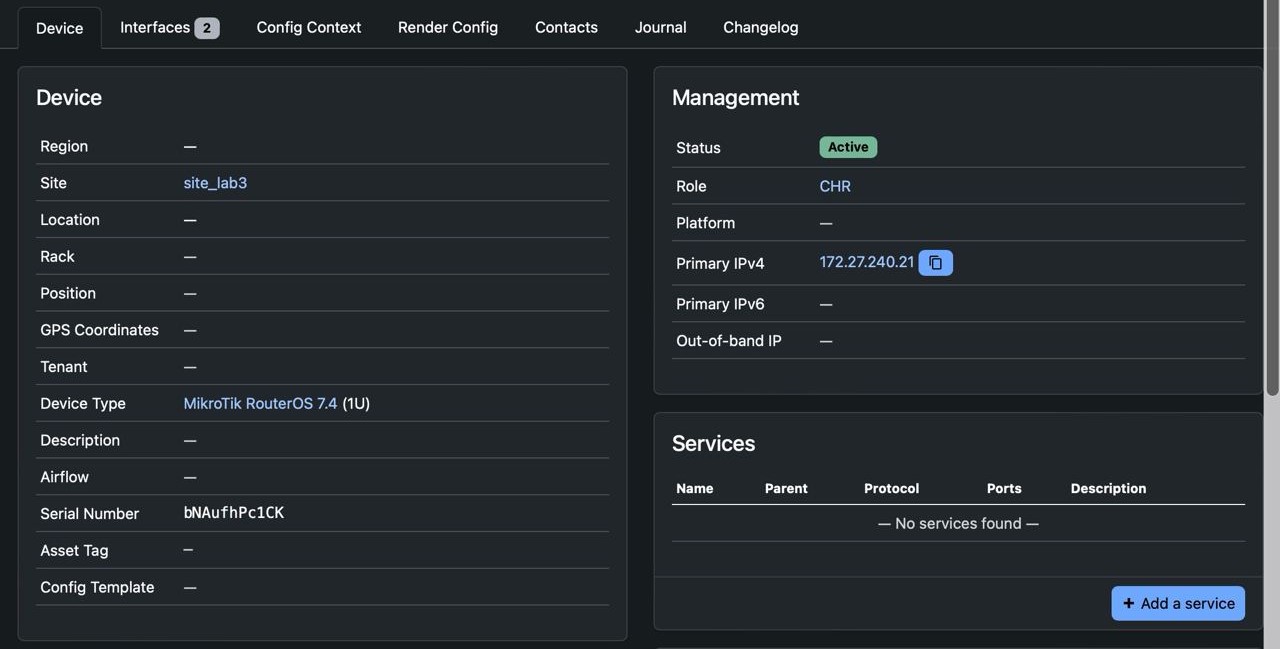 Device Interfaces 2 Config Context Render Config Contacts Journal Changelog
Device
Region —
Site site_lab3
Location —
Rack —
Position —
GPS Coordinates —
Tenant —
Device Type MikroTik RouterOS 7.4 (1U)
Description —
Airflow —
Serial Number bNAufhPc1CK
Asset Tag —
Config Template —
Management
Status Active
Role CHR
Platform —
Primary IPv4 172.27.240.21
Primary IPv6 —
Out-of-band IP —
Services
Name Parent Protocol Ports Description
— No services found —
+ Add a service